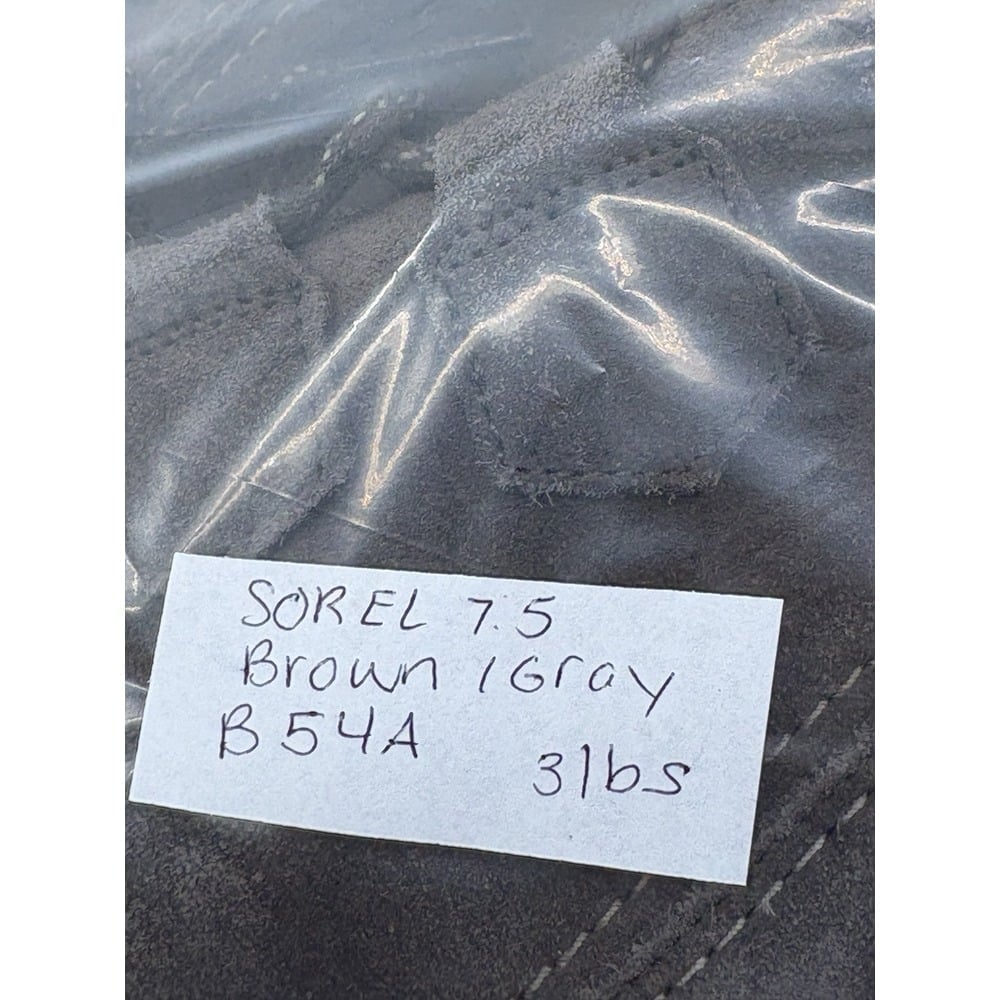 SOREL 7.5
Brown / Gray
B54A
3lbs